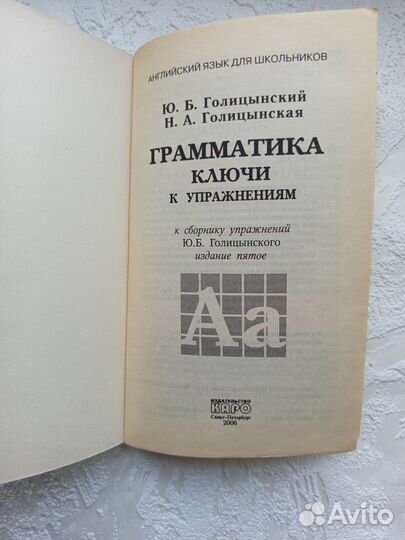 АНГЛИЙСКИЙ ЯЗЫК ДЛЯ ШКОЛЬНИКОВ
Ю. Б. Голицынский
Н. А. Голицынская
ГРАММАТИКА
КЛЮЧИ
К УПРАЖНЕНИЯМ
к сборнику упражнений
Ю.Б. Голицынского
издание пятое
Аа
ИЗДАТЕЛЬСТВО
КАРО
Санкт-Петербург
2006
Avito